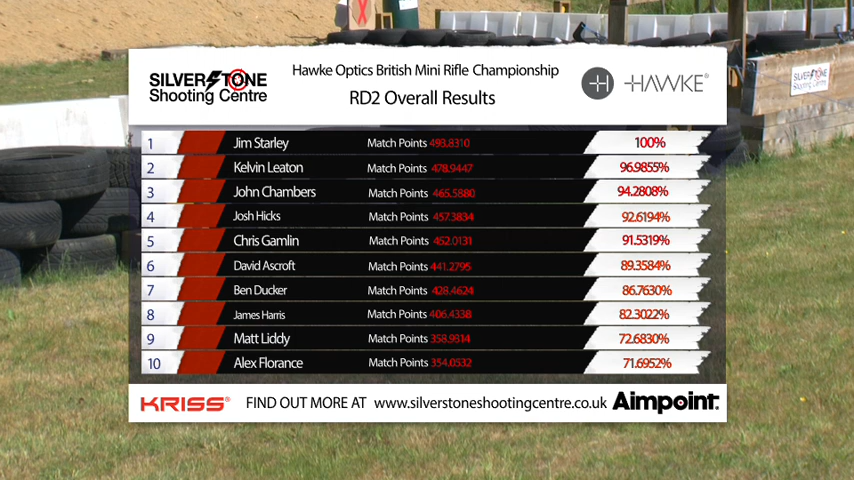 SILVERSTONE
Shooting Centre
Hawke Optics British Mini Rifle Championship
RD2 Overall Results
HAWKE®
SILVERSTONE
Shooting Centre
1 Jim Starley Match Points 493.8310 100%
2 Kelvin Leaton Match Points 478.9447 96.9855%
3 John Chambers Match Points 465.5880 94.2808%
4 Josh Hicks Match Points 457.3834 92.6194%
5 Chris Gamlin Match Points 452.0131 91.5319%
6 David Ascroft Match Points 441.2795 89.3584%
7 Ben Ducker Match Points 428.4624 86.7630%
8 James Harris Match Points 406.4338 82.3022%
9 Matt Liddy Match Points 358.9314 72.6830%
10 Alex Florance Match Points 354.0532 71.6952%
KRISS® FIND OUT MORE AT www.silverstoneshootingcentre.co.uk Aimpoint®